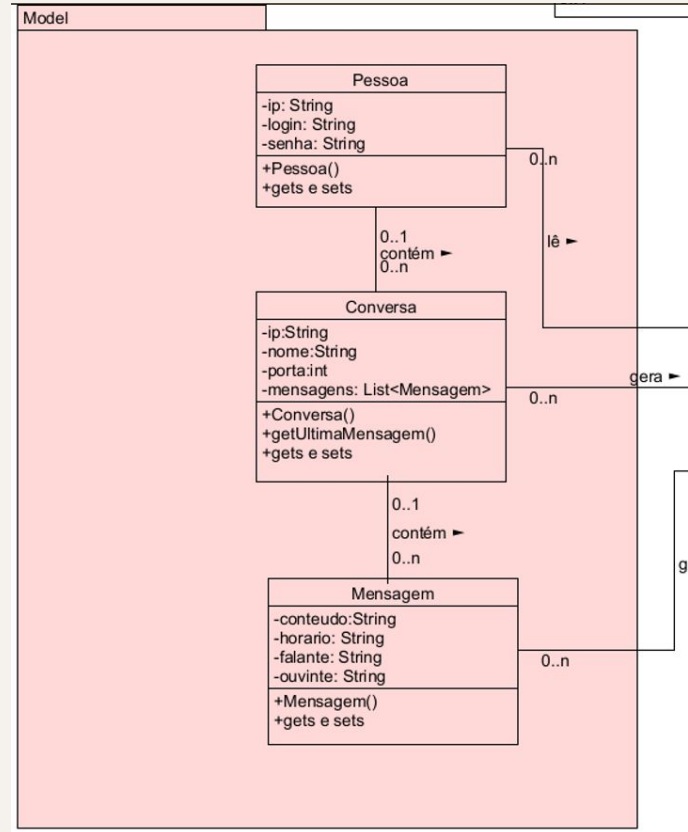 Model
Pessoa
-ip: String
-login: String
-senha: String
+Pessoa()
+gets e sets
0..n
lê ►
0..1
contém ►
0..n
Conversa
-ip:String
-nome:String
-porta:int
-mensagens: List<Mensagem>
+Conversa()
+getUltimaMensagem()
+gets e sets
gera ►
0..n
0..1
contém ►
0..n
g
Mensagem
-conteudo:String
-horario: String
-falante: String
-ouvinte: String
+Mensagem()
+gets e sets
0..n